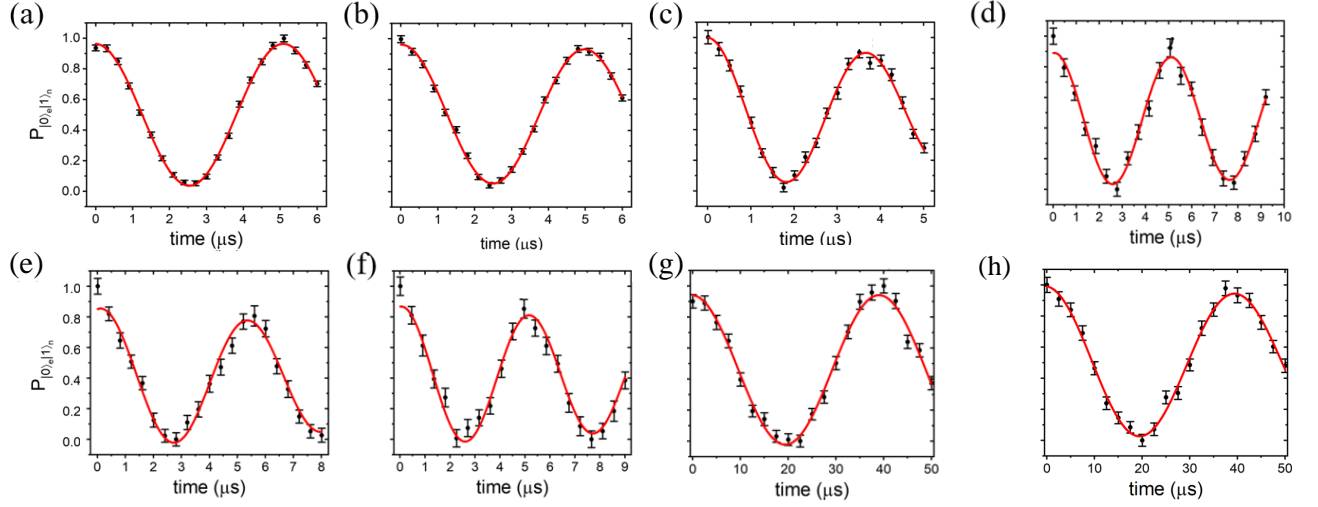 (a) (b) (c) (d)
P|0⟩e|1⟩n
1.0
0.8
0.6
0.4
0.2
0.0
0 1 2 3 4 5 6
time (μs)
0 1 2 3 4 5 6
time (μs)
0 1 2 3 4 5
time (μs)
0 1 2 3 4 5 6 7 8 9 10
time (μs)
(e) (f) (g) (h)
P|0⟩e|1⟩n
1.0
0.8
0.6
0.4
0.2
0.0
0 1 2 3 4 5 6 7 8
time (μs)
0 1 2 3 4 5 6 7 8 9
time (μs)
0 10 20 30 40 50
time (μs)
0 10 20 30 40 50
time (μs)